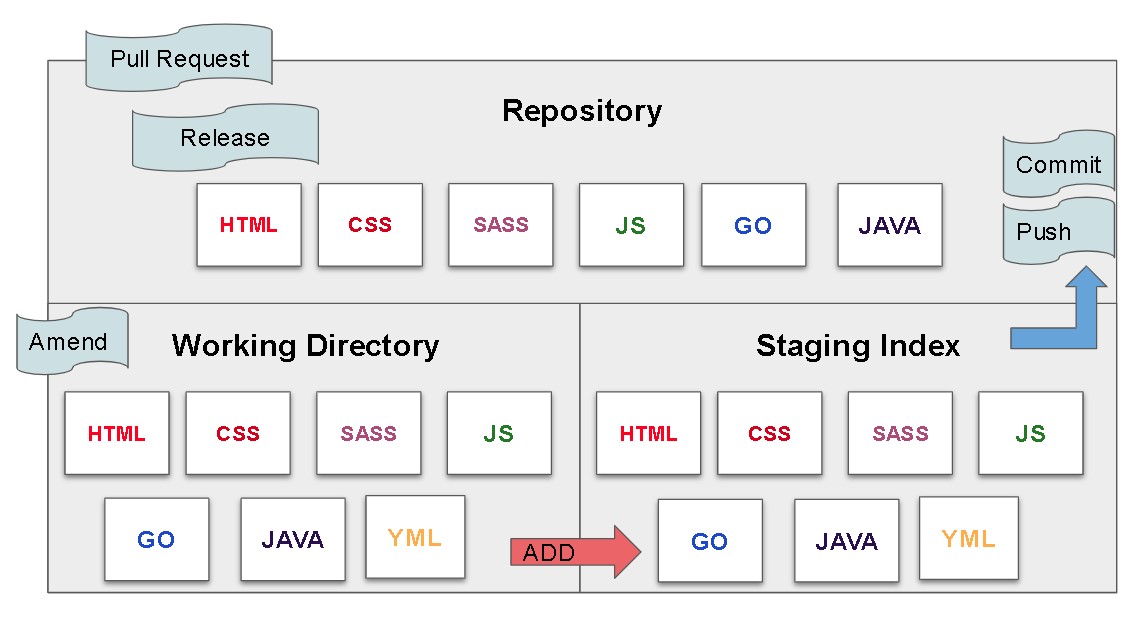 Pull Request
Repository
Release
Commit
HTML
CSS
SASS
JS
GO
JAVA
Push
Amend
Working Directory
HTML
CSS
SASS
JS
GO
JAVA
YML
ADD
Staging Index
HTML
CSS
SASS
JS
GO
JAVA
YML